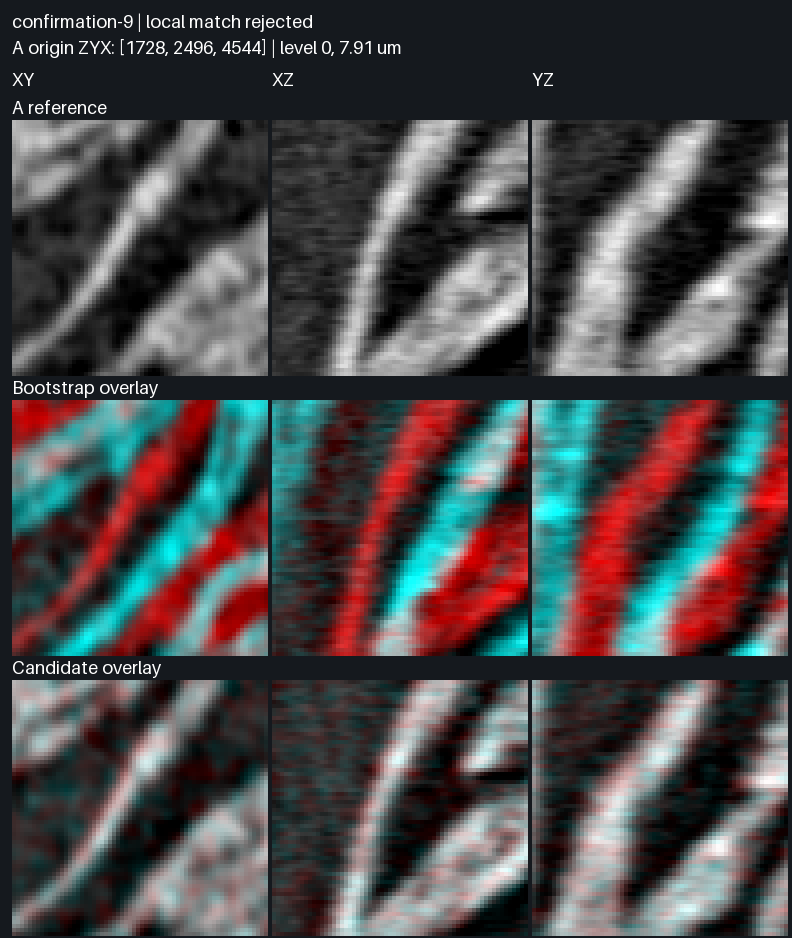 confirmation-9 | local match rejected
A origin ZYX: [1728, 2496, 4544] | level 0, 7.91 um
XY XZ YZ
A reference
Bootstrap overlay
Candidate overlay